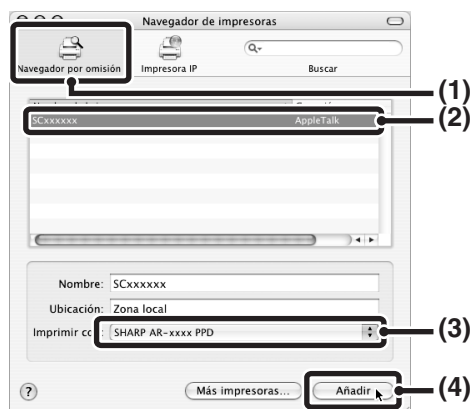 Navegador de impresoras
Navegador por omisión
Impresora IP
Buscar
(1)
SCxxxxxx AppleTalk
(2)
Nombre: SCxxxxxx
Ubicación: Zona local
Imprimir SHARP AR-xxxx PPD
(3)
? Más impresoras... Añadir
(4)